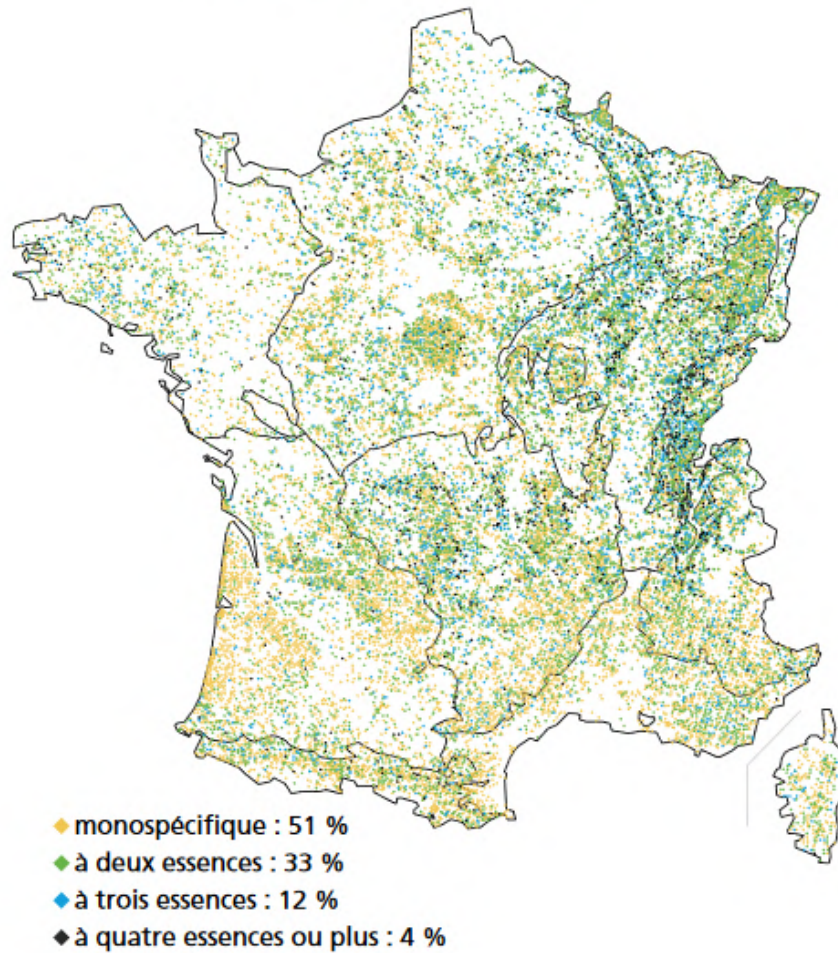 monospécifique : 51 %
à deux essences : 33 %
à trois essences : 12 %
à quatre essences ou plus : 4 %